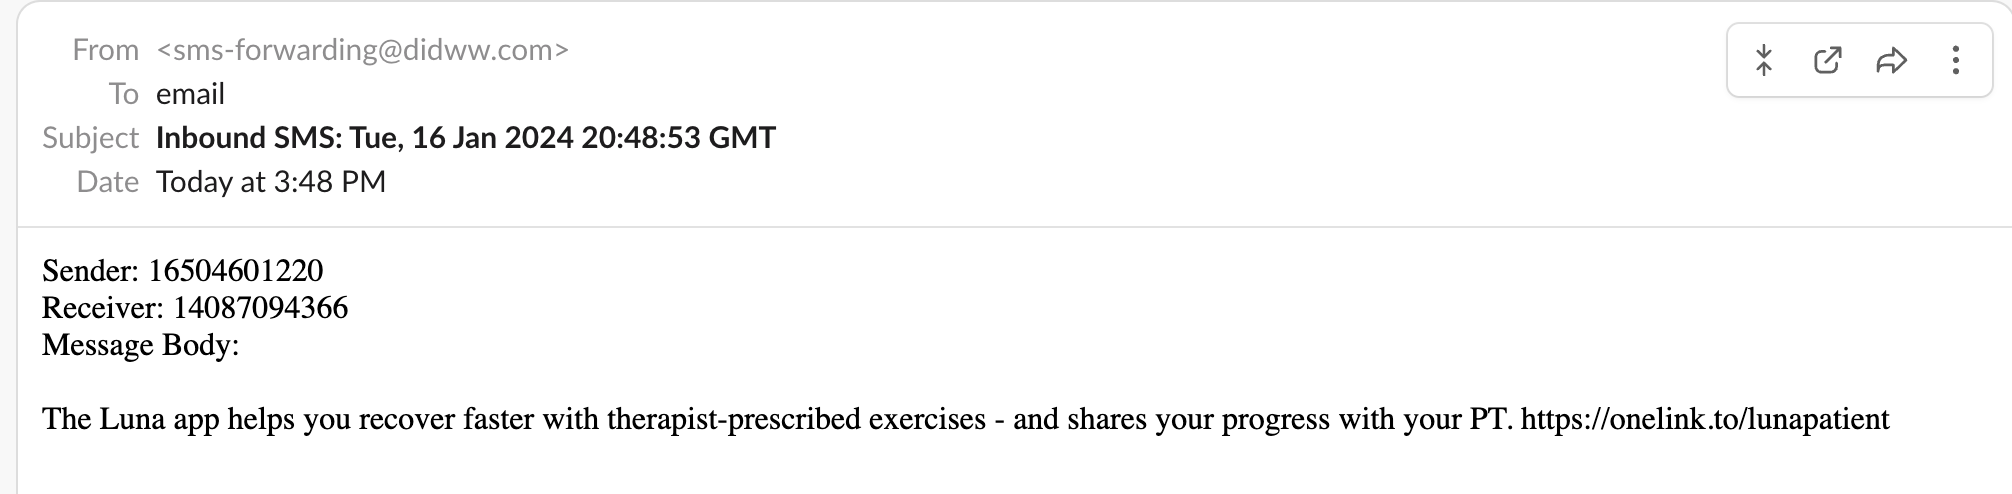 From <sms-forwarding@didww.com>
To email
Subject Inbound SMS: Tue, 16 Jan 2024 20:48:53 GMT
Date Today at 3:48 PM
Sender: 16504601220
Receiver: 14087094366
Message Body:
The Luna app helps you recover faster with therapist-prescribed exercises - and shares your progress with your PT. https://onelink.to/lunapatient